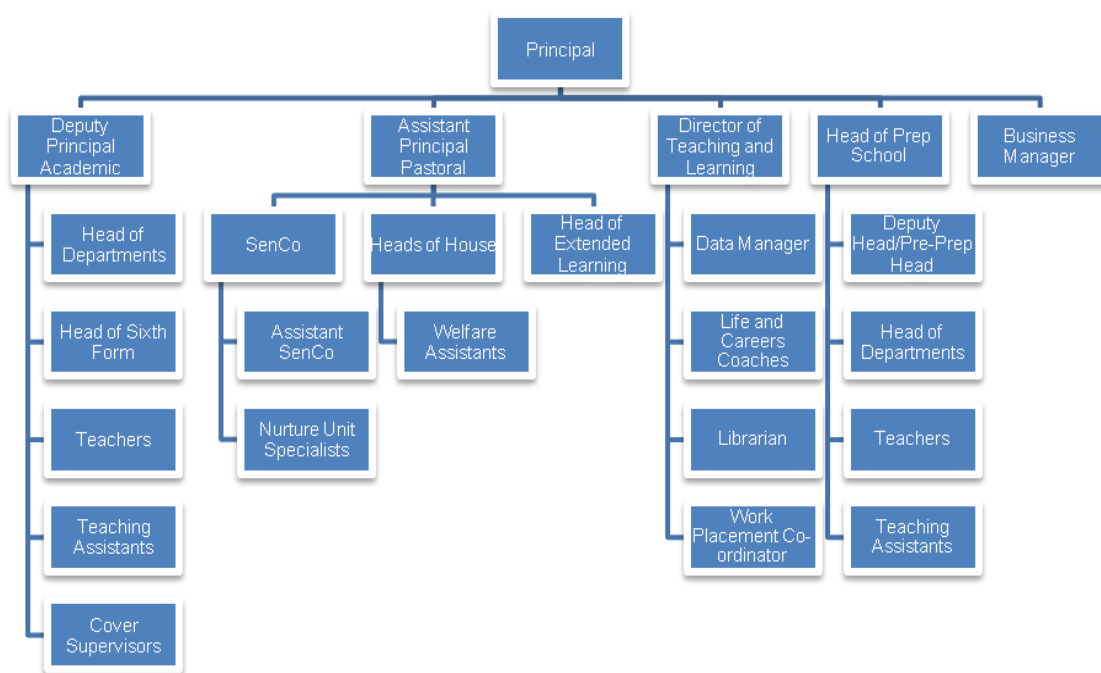 Principal
Deputy
Principal
Academic
Assistant
Principal
Pastoral
Director of
Teaching and
Learning
Head of Prep
School
Business
Manager
Head of
Departments
SenCo
Heads of House
Head of
Extended
Learning
Data Manager
Deputy
Head/Pre-Prep
Head
Head of Sixth
Form
Assistant
SenCo
Welfare
Assistants
Life and
Careers
Coaches
Head of
Departments
Teachers
Nurture Unit
Specialists
Librarian
Teachers
Teaching
Assistants
Work
Placement Co-
ordinator
Teaching
Assistants
Cover
Supervisors